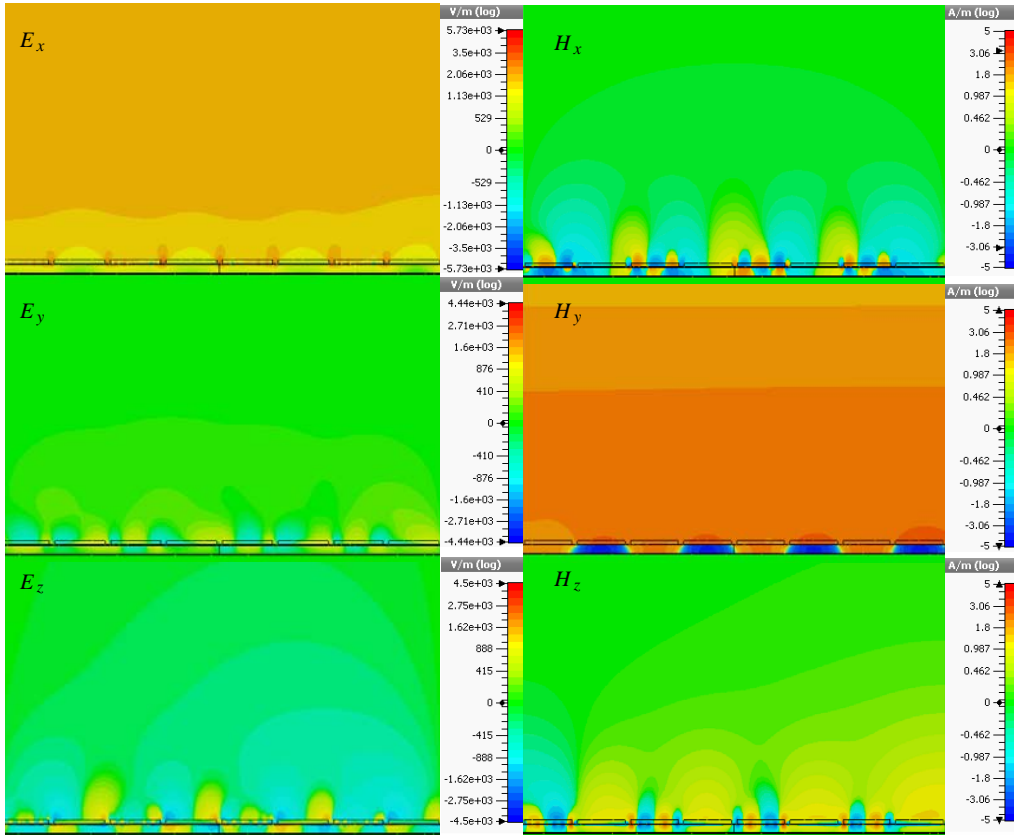 V/m (log)
E x
5.73e+03
3.5e+03
2.06e+03
1.13e+03
529
0
-529
-1.13e+03
-2.06e+03
-3.5e+03
-5.73e+03
A/m (log)
H x
5
3.06
1.8
0.987
0.462
0
-0.462
-0.987
-1.8
-3.06
-5
V/m (log)
E y
4.44e+03
2.71e+03
1.6e+03
876
410
0
-410
-876
-1.6e+03
-2.71e+03
-4.44e+03
A/m (log)
H y
5
3.06
1.8
0.987
0.462
0
-0.462
-0.987
-1.8
-3.06
-5
V/m (log)
E z
4.5e+03
2.75e+03
1.62e+03
888
415
0
-415
-888
-1.62e+03
-2.75e+03
-4.5e+03
A/m (log)
H z
5
3.06
1.8
0.987
0.462
0
-0.462
-0.987
-1.8
-3.06
-5